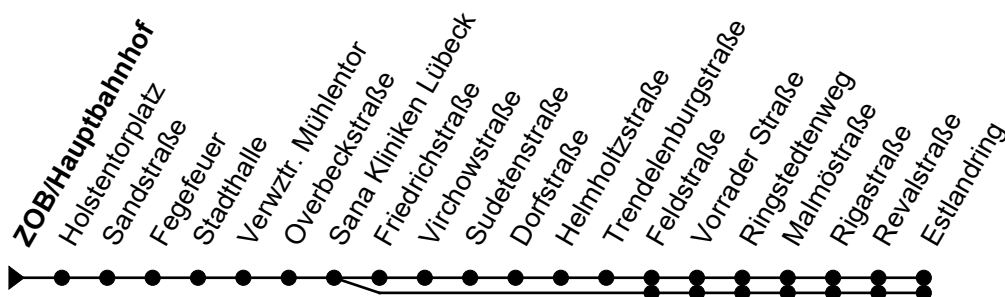 ZOB/Hauptbahnhof
Holstentorplatz
Sandstraße
Fegefeuer
Stadthalle
Verwztr. Mühlentor
Overbeckstraße
Sana Kliniken Lübeck
Friedrichstraße
Virchowstraße
Sudetenstraße
Dorfstraße
Helmholtzstraße
Trendelenburgstraße
Feldstraße
Vorrader Straße
Ringstedtenweg
Malmöstraße
Rigastraße
Revalstraße
Estlandring